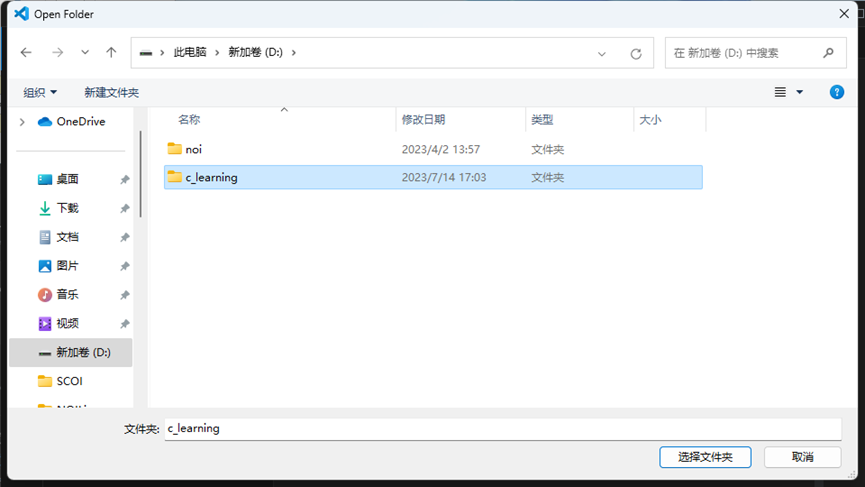 Open Folder
此电脑 新加卷 (D:)
在 新加卷 (D:) 中搜索
组织 新建文件夹
OneDrive
桌面
下载
文档
图片
音乐
视频
新加卷 (D:)
SCOI
名称 修改日期 类型 大小
noi 2023/4/2 13:57 文件夹
c_learning 2023/7/14 17:03 文件夹
文件夹: c_learning
选择文件夹 取消